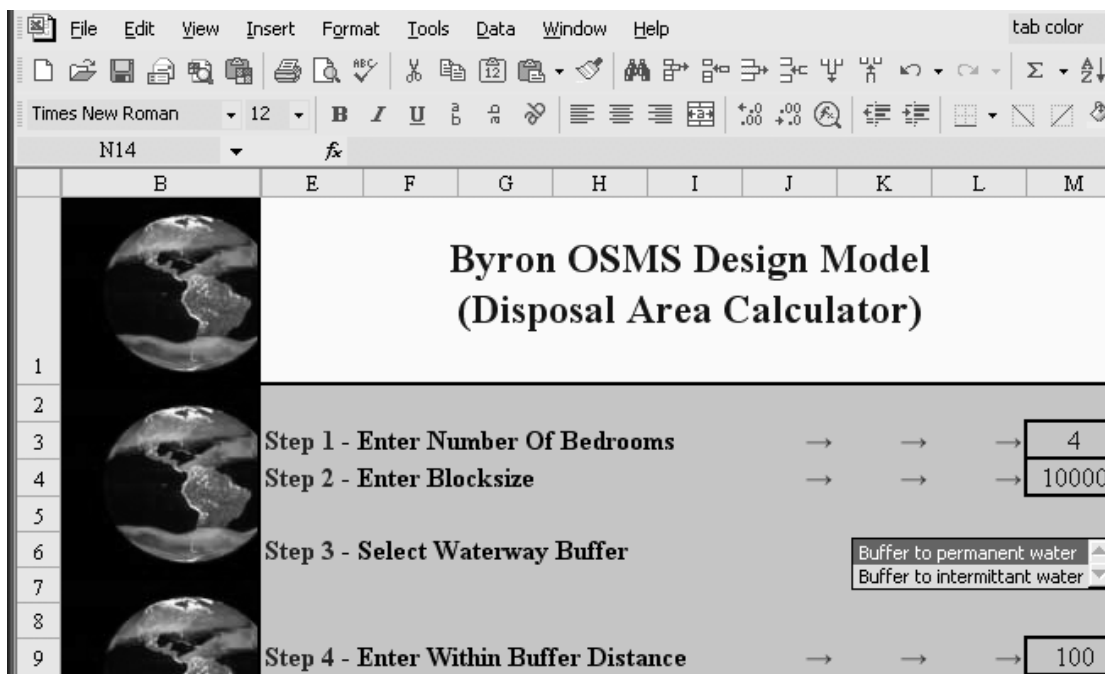 File Edit View Insert Format Tools Data Window Help tab color
Times New Roman 12 B I U
N14 fx
B E F G H I J K L M
1 Byron OSMS Design Model
(Disposal Area Calculator)
2
3 Step 1 - Enter Number Of Bedrooms → → → 4
4 Step 2 - Enter Blocksize → → → 10000
5
6 Step 3 - Select Waterway Buffer Buffer to permanent water
7 Buffer to intermittant water
8
9 Step 4 - Enter Within Buffer Distance → → → 100